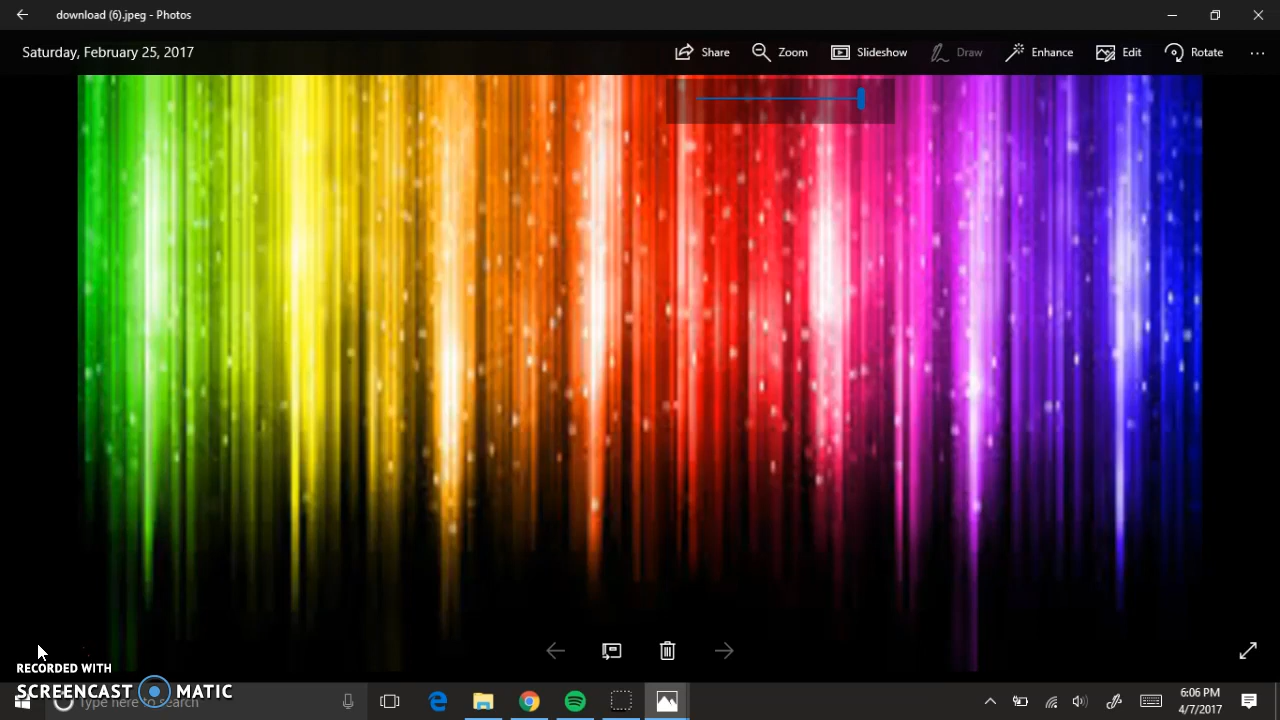 download (6).jpeg - Photos
Saturday, February 25, 2017
Share Zoom Slideshow Draw Enhance Edit Rotate
RECORDED WITH
SCREENCAST MATIC
Type here to search
6:06 PM
4/7/2017